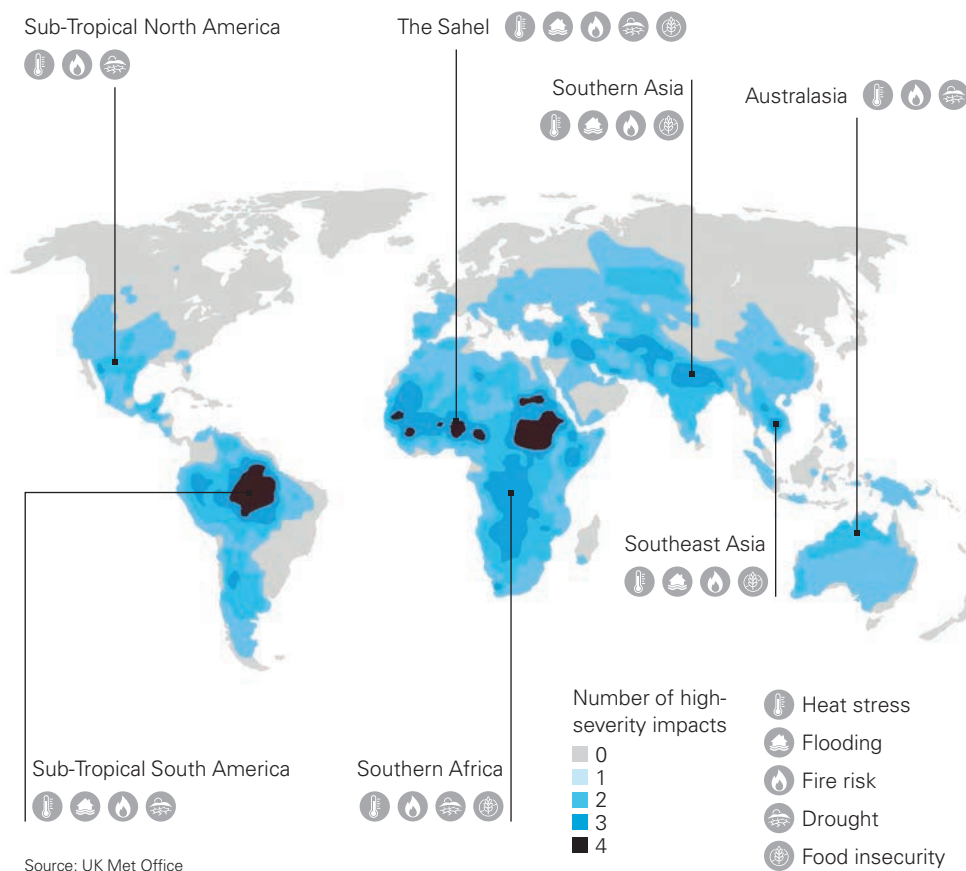 Sub-Tropical North America
The Sahel
Southern Asia
Australasia
Southeast Asia
Sub-Tropical South America
Southern Africa
Number of high-
severity impacts
0
1
2
3
4
Heat stress
Flooding
Fire risk
Drought
Food insecurity
Source: UK Met Office